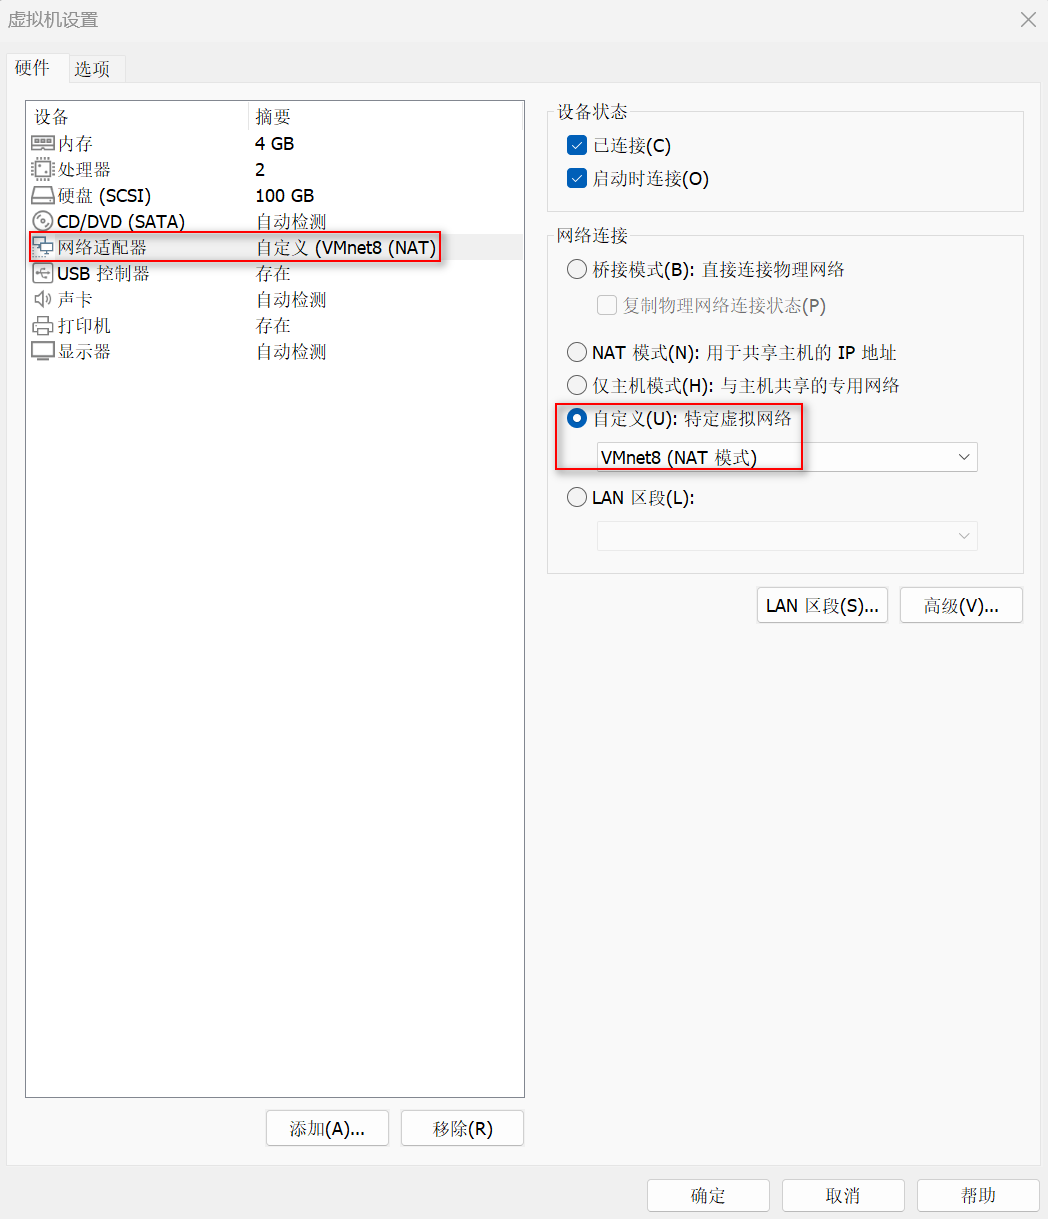 虚拟机设置
硬件 选项
设备 摘要
内存 4 GB
处理器 2
硬盘 (SCSI) 100 GB
CD/DVD (SATA) 自动检测
网络适配器 自定义 (VMnet8 (NAT)
USB 控制器 存在
声卡 自动检测
打印机 存在
显示器 自动检测
添加(A)... 移除(R)
设备状态
已连接(C)
启动时连接(O)
网络连接
桥接模式(B): 直接连接物理网络
复制物理网络连接状态(P)
NAT 模式(N): 用于共享主机的 IP 地址
仅主机模式(H): 与主机共享的专用网络
自定义(U): 特定虚拟网络
VMnet8 (NAT 模式)
LAN 区段(L):
LAN 区段(S)... 高级(V)...
确定 取消 帮助